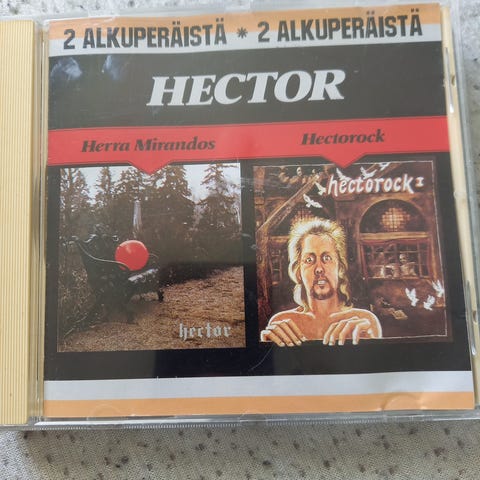 2 ALKUPERÄISTÄ * 2 ALKUPERÄISTÄ
HECTOR
Herra Mirandos
Hectorock
hector
hectorock I